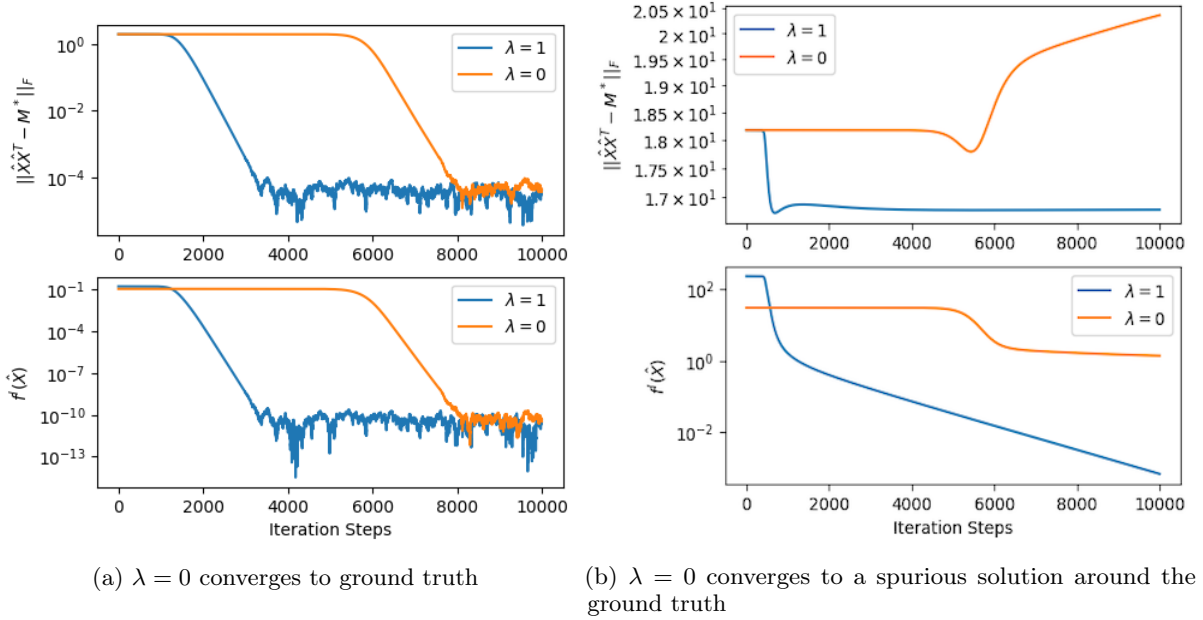 10^0
10^{-2}
10^{-4}
||X̂X̂^T − M^*||_F
λ = 1
λ = 0
0 2000 4000 6000 8000 10000
10^{-1}
10^{-4}
10^{-7}
10^{-10}
10^{-13}
f^l(X̂)
λ = 1
λ = 0
0 2000 4000 6000 8000 10000
Iteration Steps
(a) λ = 0 converges to ground truth
2.05 × 10^1
2 × 10^1
1.95 × 10^1
1.9 × 10^1
1.85 × 10^1
1.8 × 10^1
1.75 × 10^1
1.7 × 10^1
||X̂X̂^T − M^*||_F
λ = 1
λ = 0
0 2000 4000 6000 8000 10000
10^2
10^0
10^{-2}
f^l(X̂)
λ = 1
λ = 0
0 2000 4000 6000 8000 10000
Iteration Steps
(b) λ = 0 converges to a spurious solution around the
ground truth